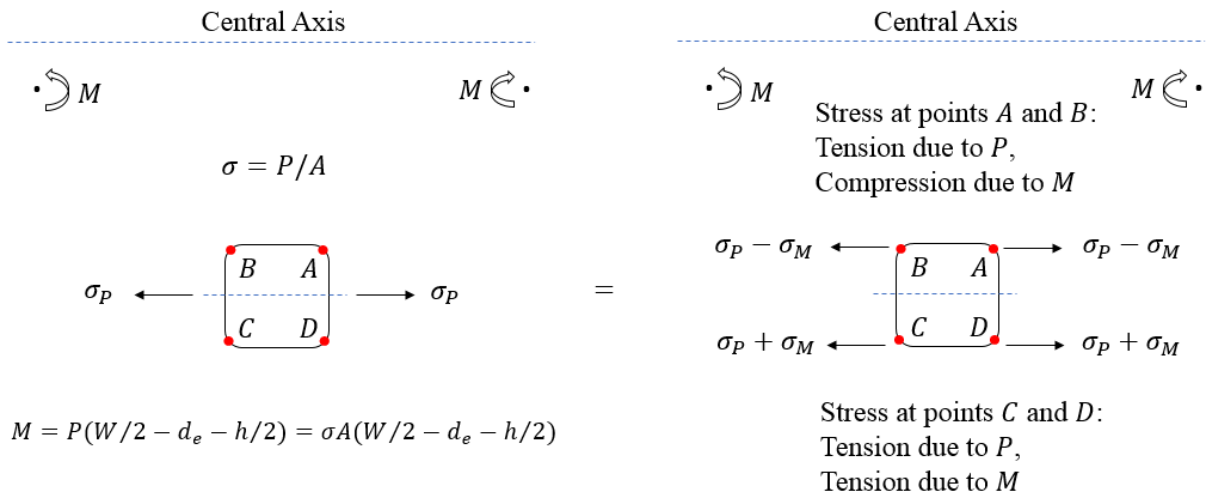 Central Axis
M
M
σ = P/A
B A
σ_P
σ_P
C D
M = P(W/2 − d_e − h/2) = σA(W/2 − d_e − h/2)
=
Central Axis
M
M
Stress at points A and B:
Tension due to P,
Compression due to M
σ_P − σ_M
σ_P − σ_M
B A
C D
σ_P + σ_M
σ_P + σ_M
Stress at points C and D:
Tension due to P,
Tension due to M